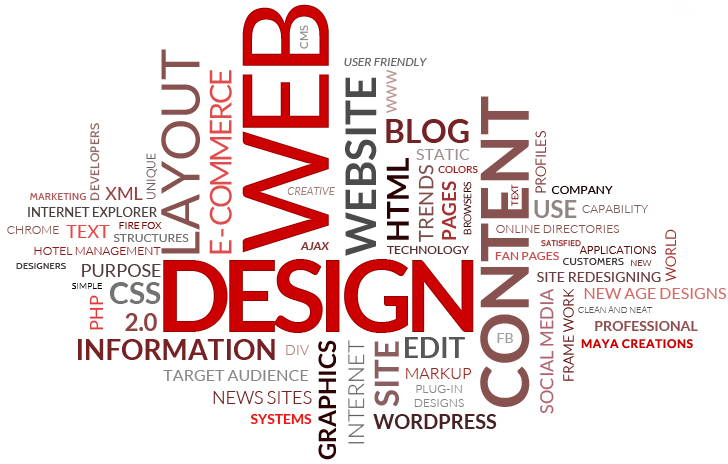 CMS
WEB
USER FRIENDLY
LAYOUT
E-COMMERCE
WEBSITE
WWW
BLOG
STATIC
CONTENT
DEVELOPERS
UNIQUE
MARKETING
XML
CREATIVE
HTML
TRENDS
COLORS
PAGES
BROWSERS
TEXT
PROFILES
COMPANY
INTERNET EXPLORER
USE
CAPABILITY
CHROME
TEXT
FIRE FOX
STRUCTURES
ONLINE DIRECTORIES
HOTEL MANAGEMENT
AJAX
TECHNOLOGY
SATISFIED
FAN PAGES
APPLICATIONS
WORLD
DESIGNERS
PURPOSE
DESIGN
CUSTOMERS
NEW
SITE REDESIGNING
SIMPLE
CSS
PHP
2.0
SOCIAL MEDIA
FRAME WORK
NEW AGE DESIGNS
CLEAN AND NEAT
PROFESSIONAL
FB
MAYA CREATIONS
INFORMATION
DIV
GRAPHICS
INTERNET
SITE
EDIT
TARGET AUDIENCE
MARKUP
NEWS SITES
PLUG-IN
DESIGNS
SYSTEMS
WORDPRESS